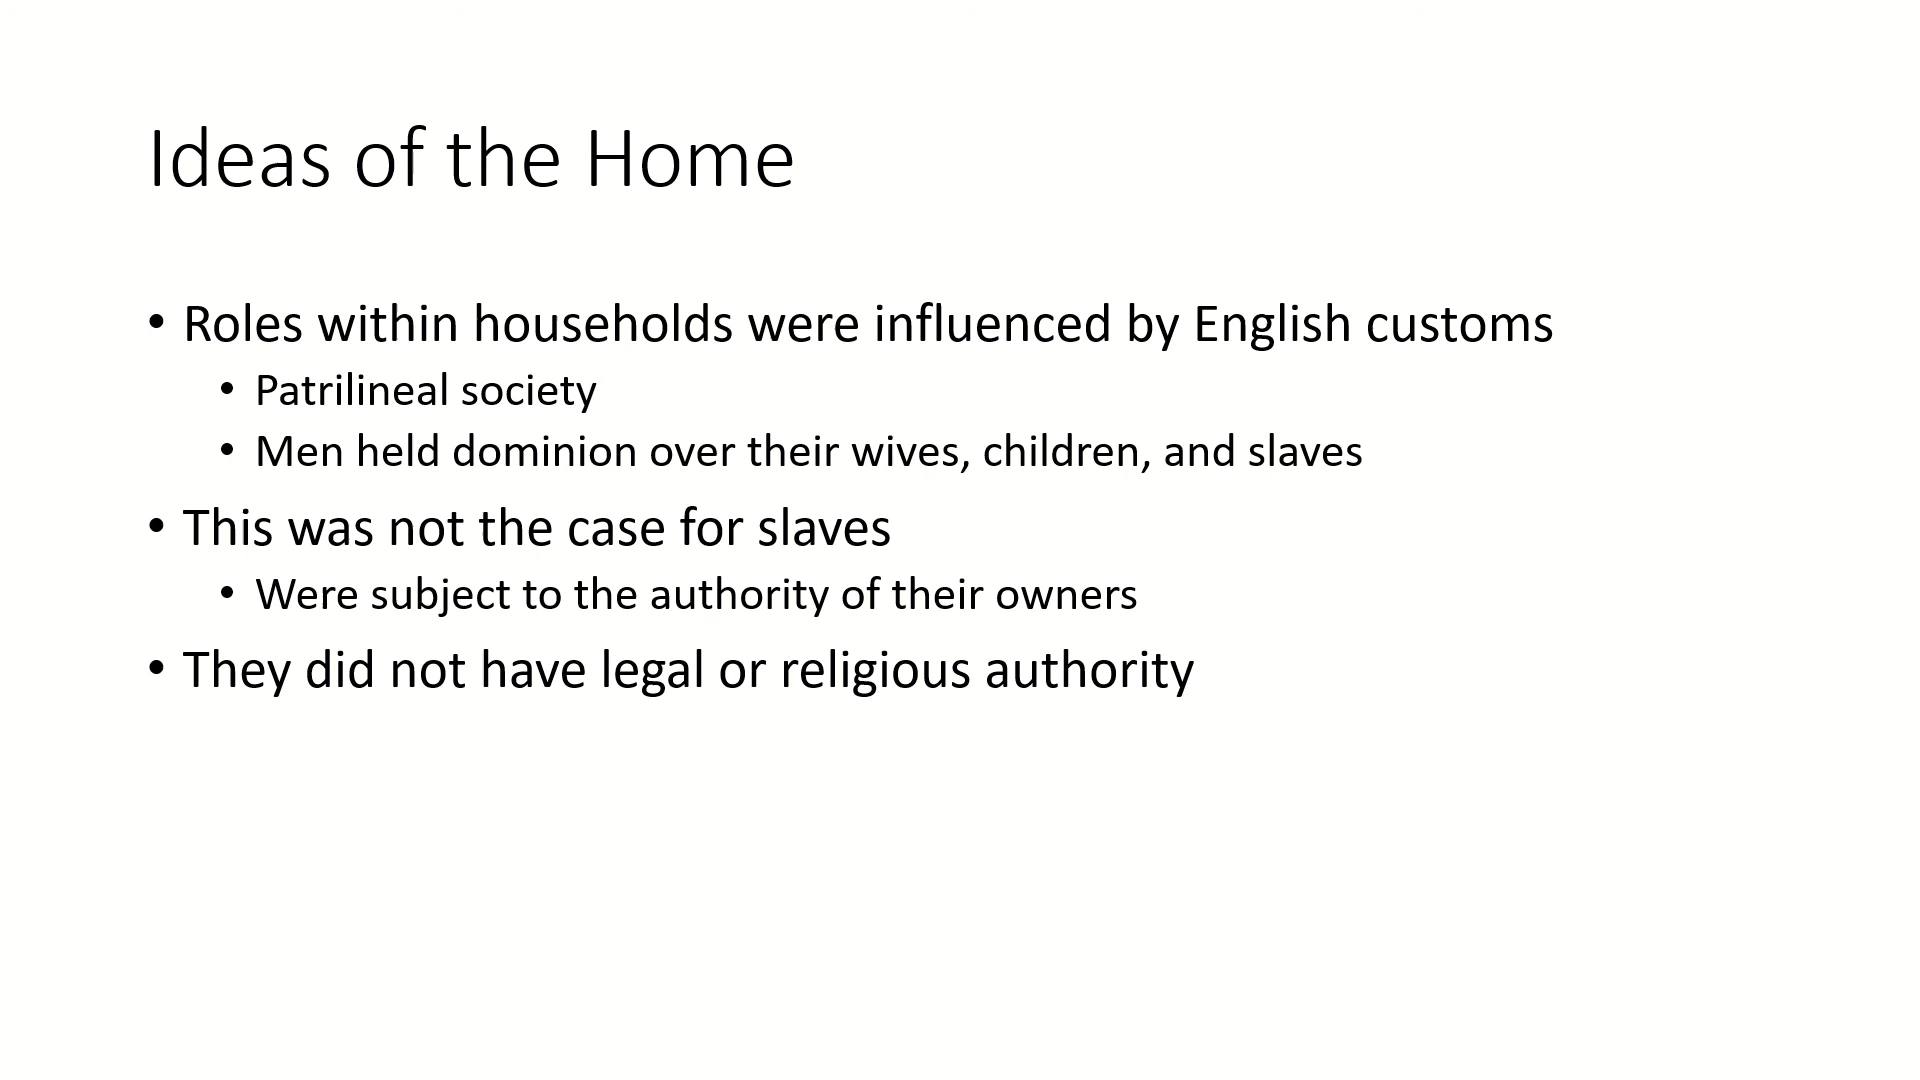 Ideas of the Home
• Roles within households were influenced by English customs
• Patrilineal society
• Men held dominion over their wives, children, and slaves
• This was not the case for slaves
• Were subject to the authority of their owners
• They did not have legal or religious authority